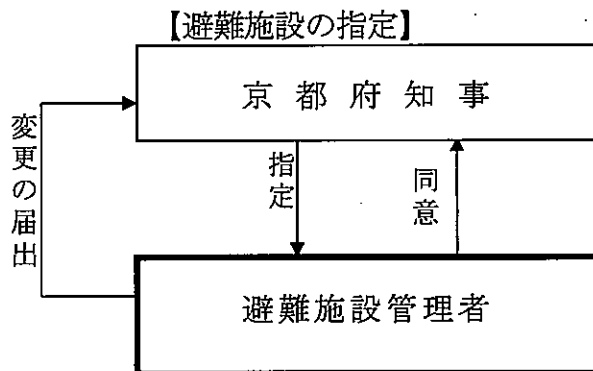 【避難施設の指定】
京都府知事
変更の届出
指定
同意
避難施設管理者